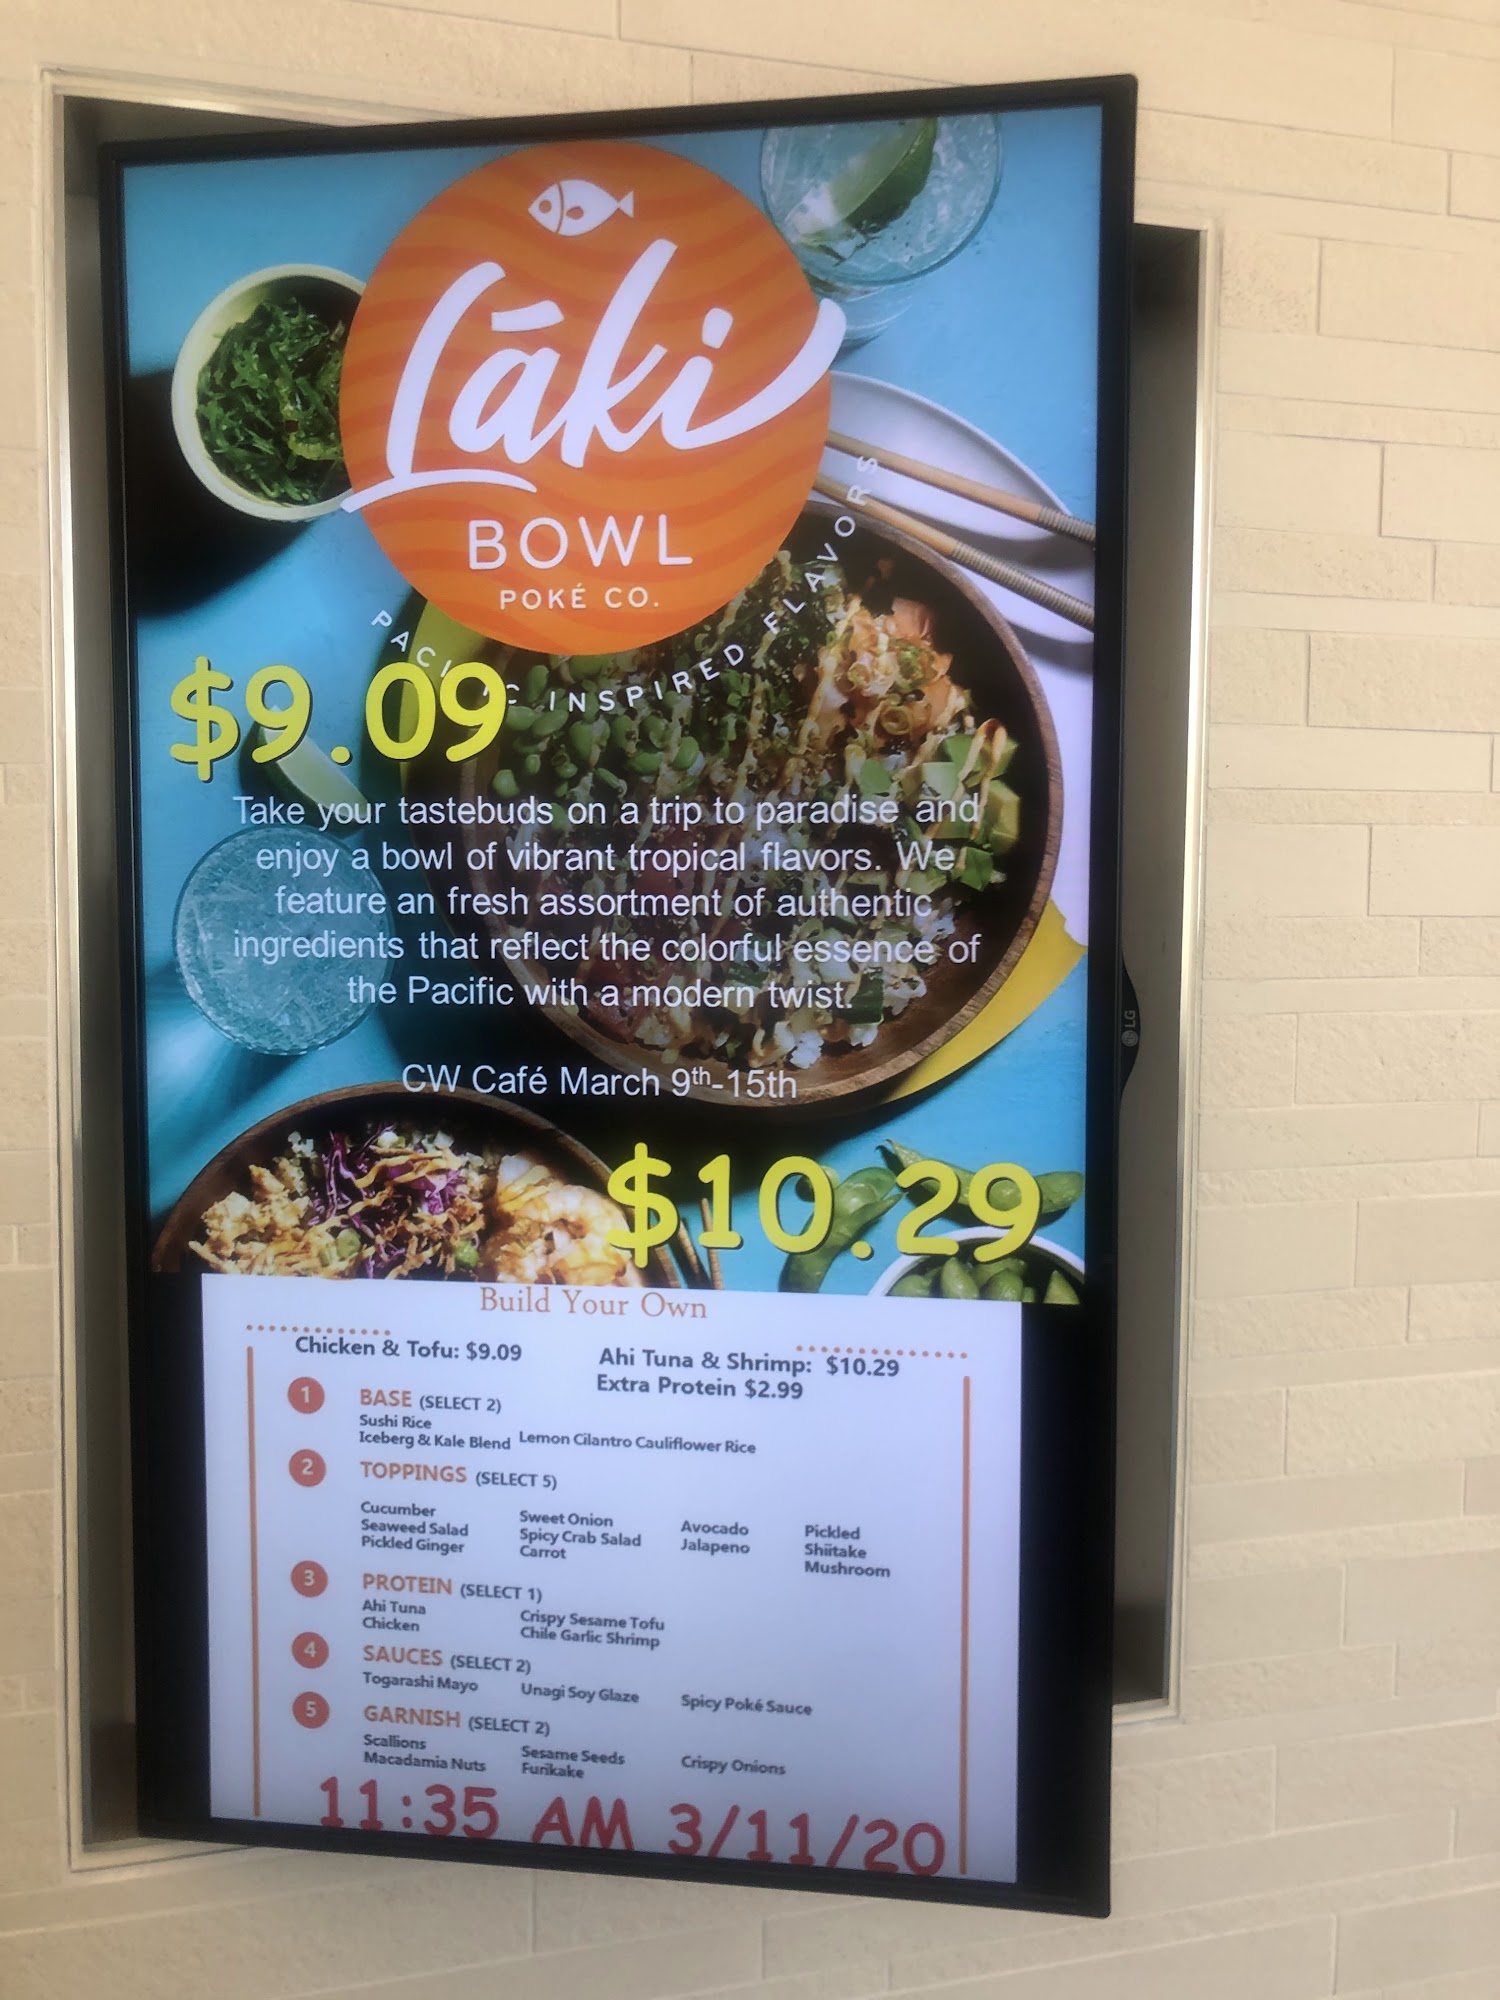 Láki
BOWL
POKÉ CO.
INSPIRED FLAVORS
$9.09
Take your tastebuds on a trip to paradise and
enjoy a bowl of vibrant tropical flavors. We
feature an fresh assortment of authentic
ingredients that reflect the colorful essence of
the Pacific with a modern twist.
CW Café March 9th-15th
$10.29
Build Your Own
Chicken & Tofu: $9.09
Ahi Tuna & Shrimp: $10.29
Extra Protein $2.99
1 BASE (SELECT 2)
Sushi Rice
Iceberg & Kale Blend Lemon Cilantro Cauliflower Rice
2 TOPPINGS (SELECT 5)
Cucumber
Seaweed Salad
Pickled Ginger
Sweet Onion
Spicy Crab Salad
Carrot
Avocado
Jalapeno
Pickled
Shiitake
Mushroom
3 PROTEIN (SELECT 1)
Ahi Tuna
Chicken
Crispy Sesame Tofu
Chile Garlic Shrimp
4 SAUCES (SELECT 2)
Togarashi Mayo Unagi Soy Glaze Spicy Poké Sauce
5 GARNISH (SELECT 2)
Scallions
Macadamia Nuts
Sesame Seeds
Furikake
Crispy Onions
11:35 AM 3/11/20
LG